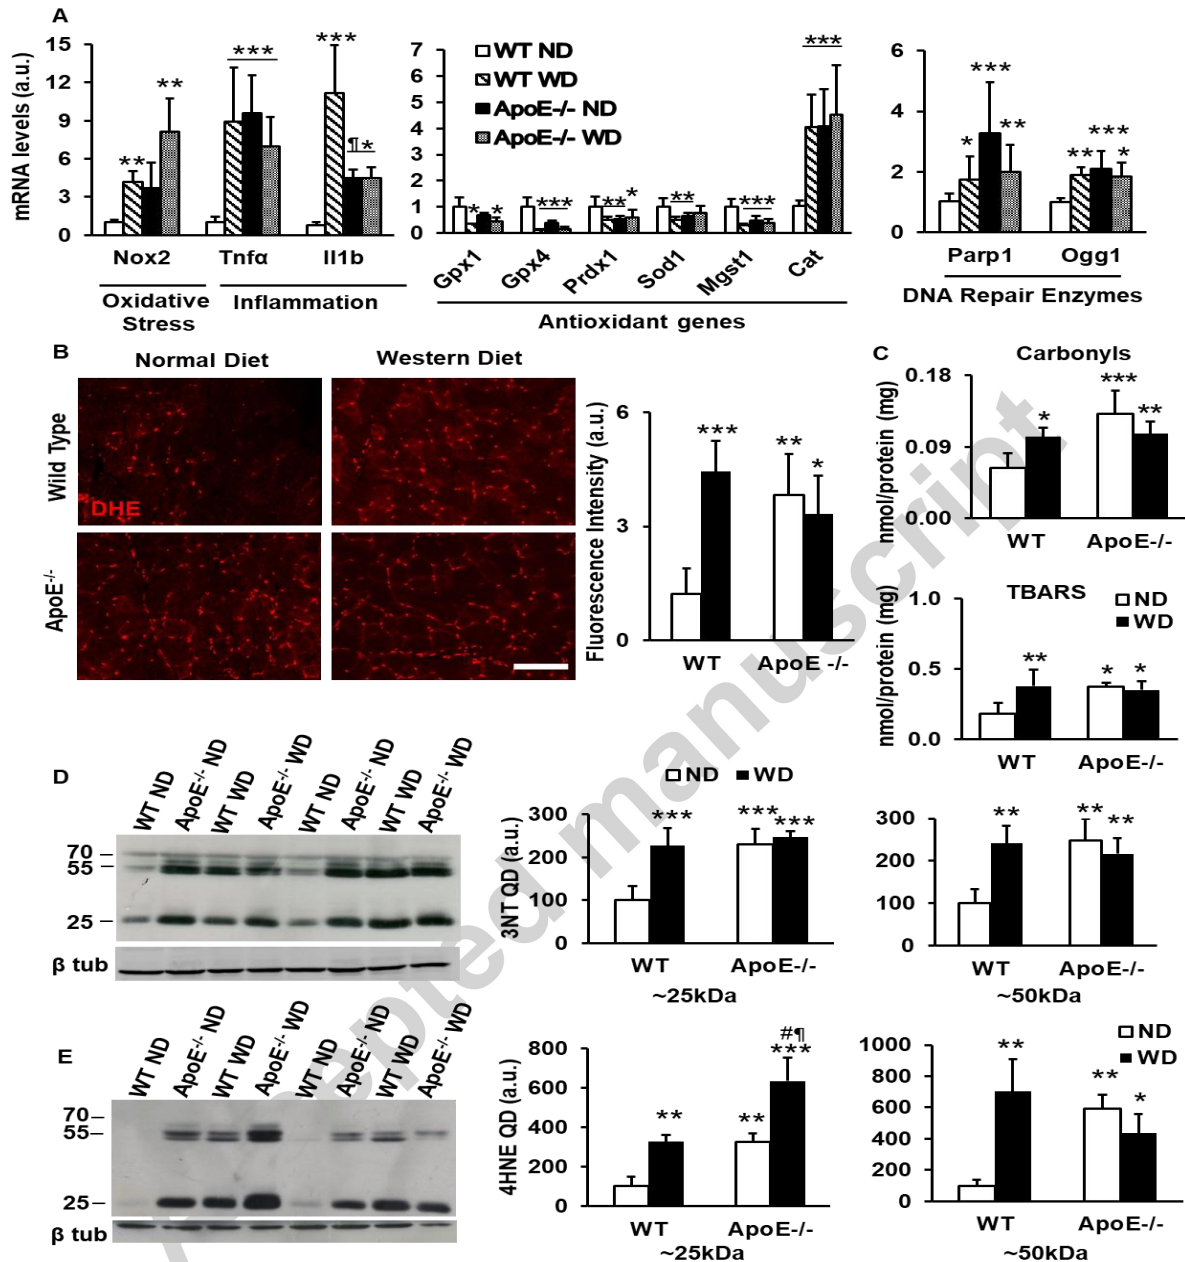 A
mRNA levels (a.u.)
15
12
9
6
3
0
***
***
**
**
¶*
Nox2 Tnfα Il1b
Oxidative
Stress
Inflammation
7
6
5
4
3
2
1
0
WT ND
WT WD
ApoE-/- ND
ApoE-/- WD
***
* * *** ** * ** ***
Gpx1 Gpx4 Prdx1 Sod1 Mgst1 Cat
Antioxidant genes
6
4
2
0
*
***
**
**
***
*
Parp1 Ogg1
DNA Repair Enzymes
B
Normal Diet Western Diet
Wild Type
DHE
ApoE-/-
Fluorescence Intensity (a.u.)
6
3
0
***
**
*
WT ApoE -/-
C
Carbonyls
nmol/protein (mg)
0.18
0.09
0.00
*
***
**
WT ApoE-/-
TBARS
nmol/protein (mg)
1.0
0.5
0.0
ND
WD
**
*
*
WT ApoE-/-
D
WT ND ApoE-/- ND WT WD ApoE-/- WD WT ND ApoE-/- ND WT WD ApoE-/- WD
70
55
25
β tub
ND WD
3NT QD (a.u.)
300
200
100
0
***
***
***
WT ApoE-/-
~25kDa
300
200
100
0
**
**
**
WT ApoE-/-
~50kDa
E
WT ND ApoE-/- ND WT WD ApoE-/- WD WT ND ApoE-/- ND WT WD ApoE-/- WD
70
55
25
β tub
4HNE QD (a.u.)
800
600
400
200
0
**
**
#¶
***
WT ApoE-/-
~25kDa
1000
800
600
400
200
0
ND
WD
**
**
*
WT ApoE-/-
~50kDa
epted manuscript